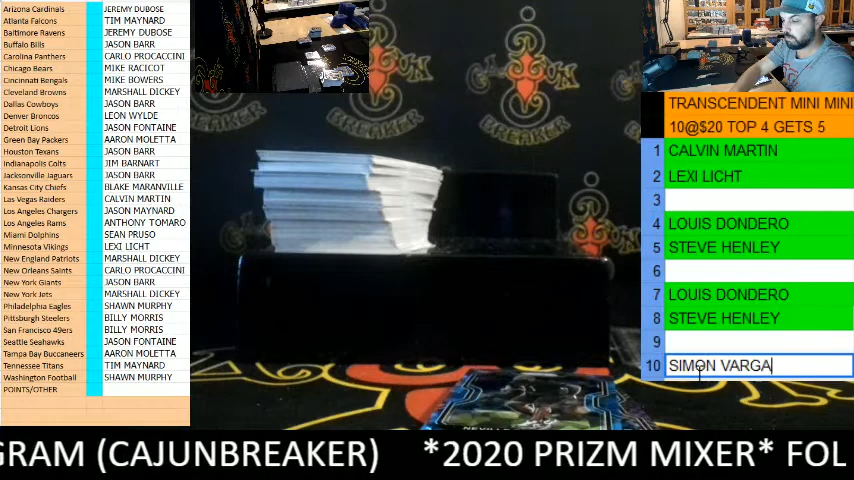 Arizona Cardinals JEREMY DUBOSE
Atlanta Falcons TIM MAYNARD
Baltimore Ravens JEREMY DUBOSE
Buffalo Bills JASON BARR
Carolina Panthers CARLO PROCACCINI
Chicago Bears MIKE RACICOT
Cincinnati Bengals MIKE BOWERS
Cleveland Browns MARSHALL DICKEY
Dallas Cowboys JASON BARR
Denver Broncos LEON WYLDE
Detroit Lions JASON FONTAINE
Green Bay Packers AARON MOLETTA
Houston Texans JASON BARR
Indianapolis Colts JIM BARNART
Jacksonville Jaguars JASON BARR
Kansas City Chiefs BLAKE MARANVILLE
Las Vegas Raiders CALVIN MARTIN
Los Angeles Chargers JASON MAYNARD
Los Angeles Rams ANTHONY TOMARO
Miami Dolphins SEAN PRUSO
Minnesota Vikings LEXI LICHT
New England Patriots MARSHALL DICKEY
New Orleans Saints CARLO PROCACCINI
New York Giants JASON BARR
New York Jets MARSHALL DICKEY
Philadelphia Eagles SHAWN MURPHY
Pittsburgh Steelers BILLY MORRIS
San Francisco 49ers BILLY MORRIS
Seattle Seahawks JASON FONTAINE
Tampa Bay Buccaneers AARON MOLETTA
Tennessee Titans TIM MAYNARD
Washington Football SHAWN MURPHY
POINTS/OTHER
CAJUN
BREAKER
TRANSCENDENT MINI MINI
10@$20 TOP 4 GETS 5
1 CALVIN MARTIN
2 LEXI LICHT
3
4 LOUIS DONDERO
5 STEVE HENLEY
6
7 LOUIS DONDERO
8 STEVE HENLEY
9
10 SIMON VARGA
GRAM (CAJUNBREAKER) *2020 PRIZM MIXER* FOL